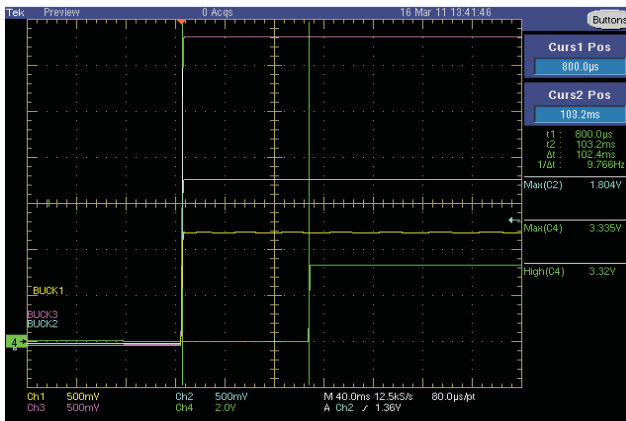 Tek Preview 0 Acqs 16 Mar 11 13:41:46
Buttons
Curs1 Pos
800.0µs
Curs2 Pos
103.2ms
t1 : 800.0µs
t2 : 103.2ms
Δt : 102.4ms
1/Δt : 9.766Hz
Max(C2) 1.804V
Max(C4) 3.335V
High(C4) 3.32V
BUCK1
BUCK3
BUCK2
4
Ch1 500mV Ch2 500mV M 40.0ms 12.5kS/s 80.0µs/pt
Ch3 500mV Ch4 2.0V A Ch2 ∕ 1.36V